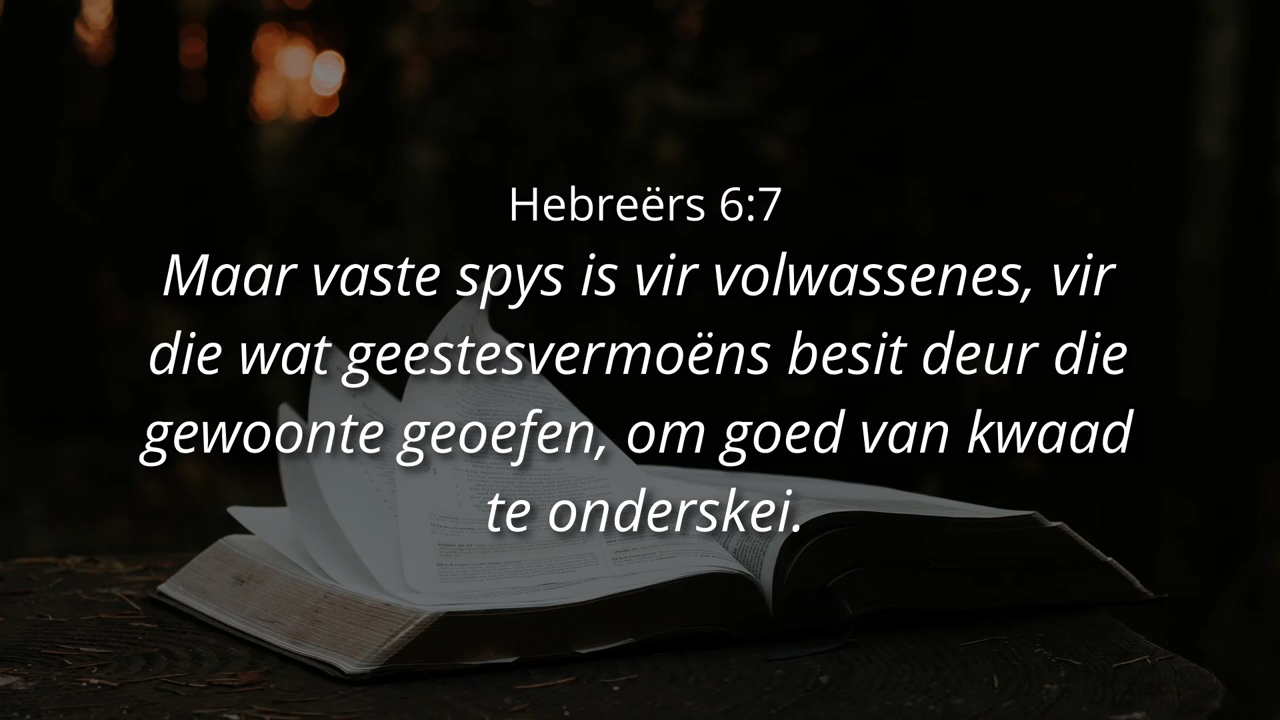 Hebreërs 6:7
Maar vaste spys is vir volwassenes, vir
die wat geestesvermoëns besit deur die
gewoonte geoefen, om goed van kwaad
te onderskei.